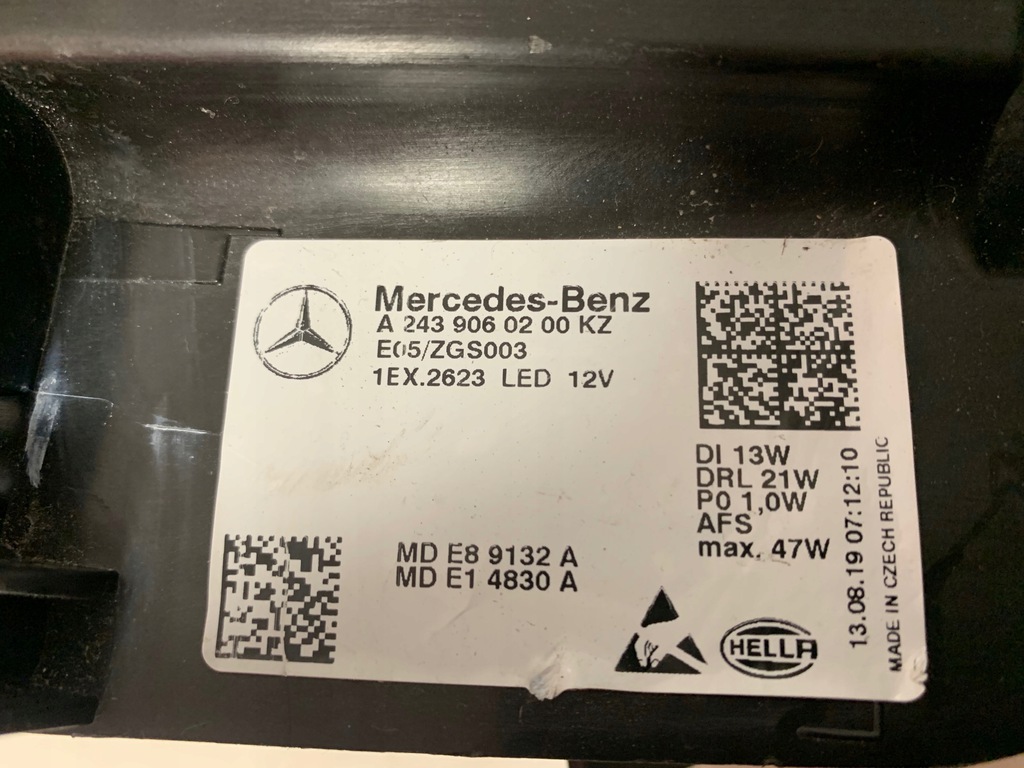 Mercedes-Benz
A 243 906 02 00 KZ
E05/ZGS003
1EX.2623 LED 12V
DI 13W
DRL 21W
PO 1,0W
AFS
max. 47W
MD E8 9132 A
MD E1 4830 A
HELLA
13.08.19 07:12:10
MADE IN CZECH REPUBLIC